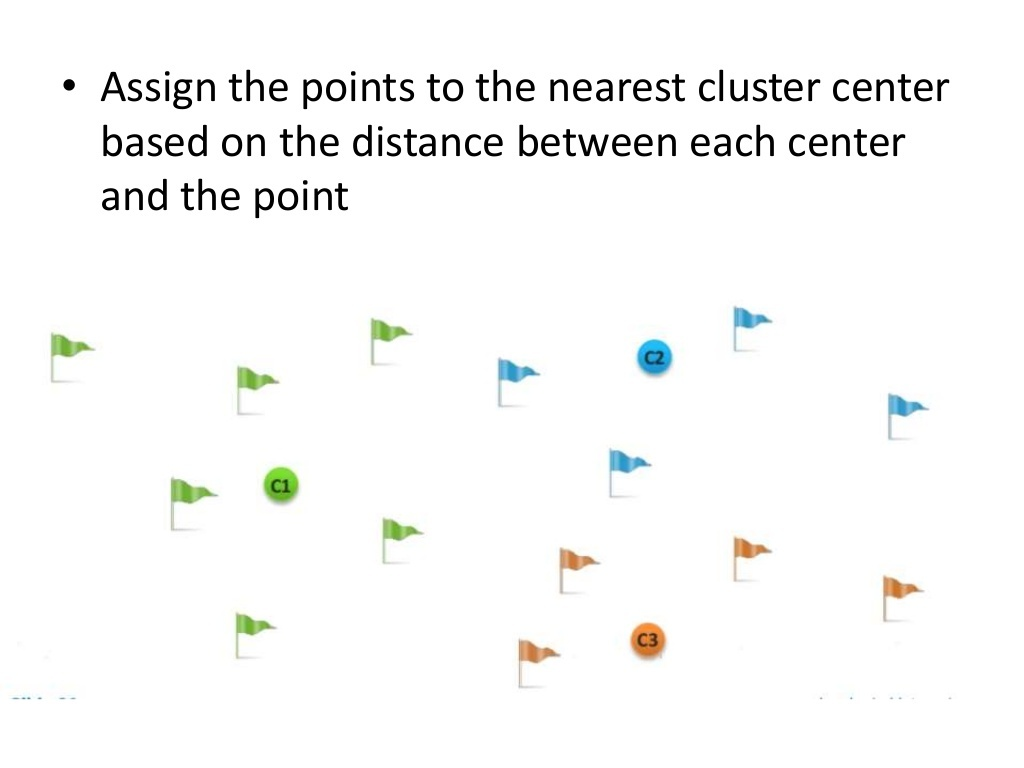 • Assign the points to the nearest cluster center
based on the distance between each center
and the point
C2
C1
C3